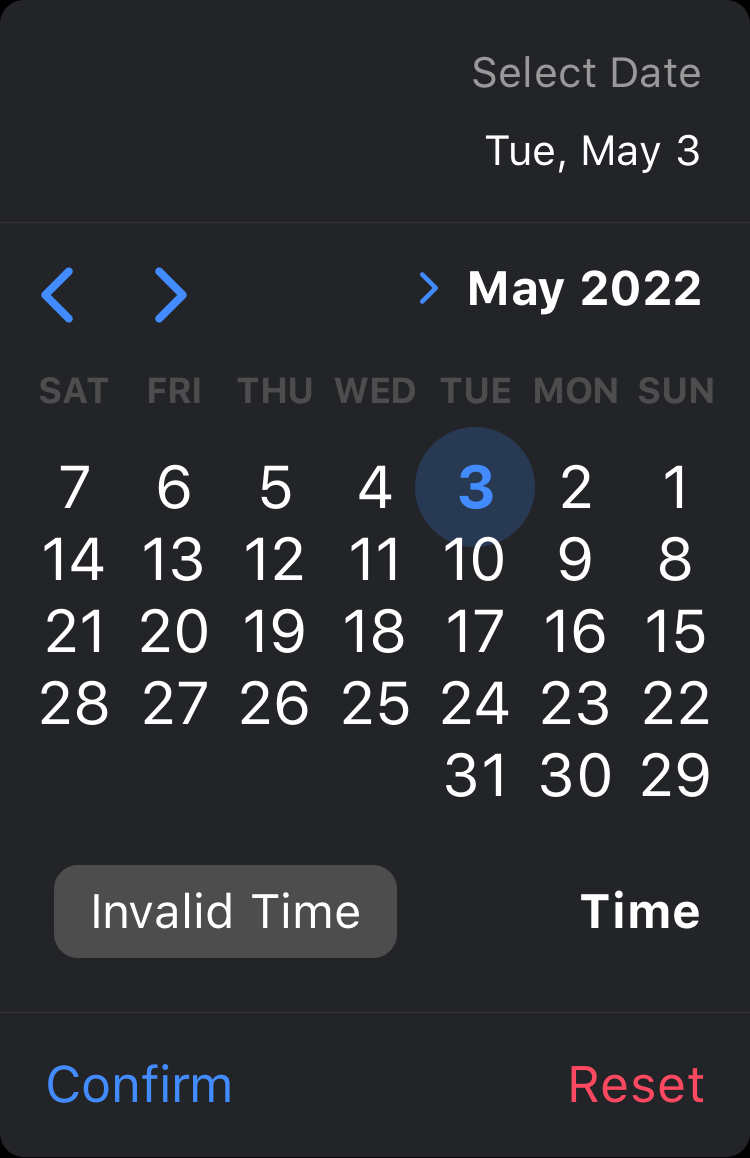 Select Date
Tue, May 3
May 2022
SAT FRI THU WED TUE MON SUN
7 6 5 4 3 2 1
14 13 12 11 10 9 8
21 20 19 18 17 16 15
28 27 26 25 24 23 22
31 30 29
Invalid Time Time
Confirm Reset